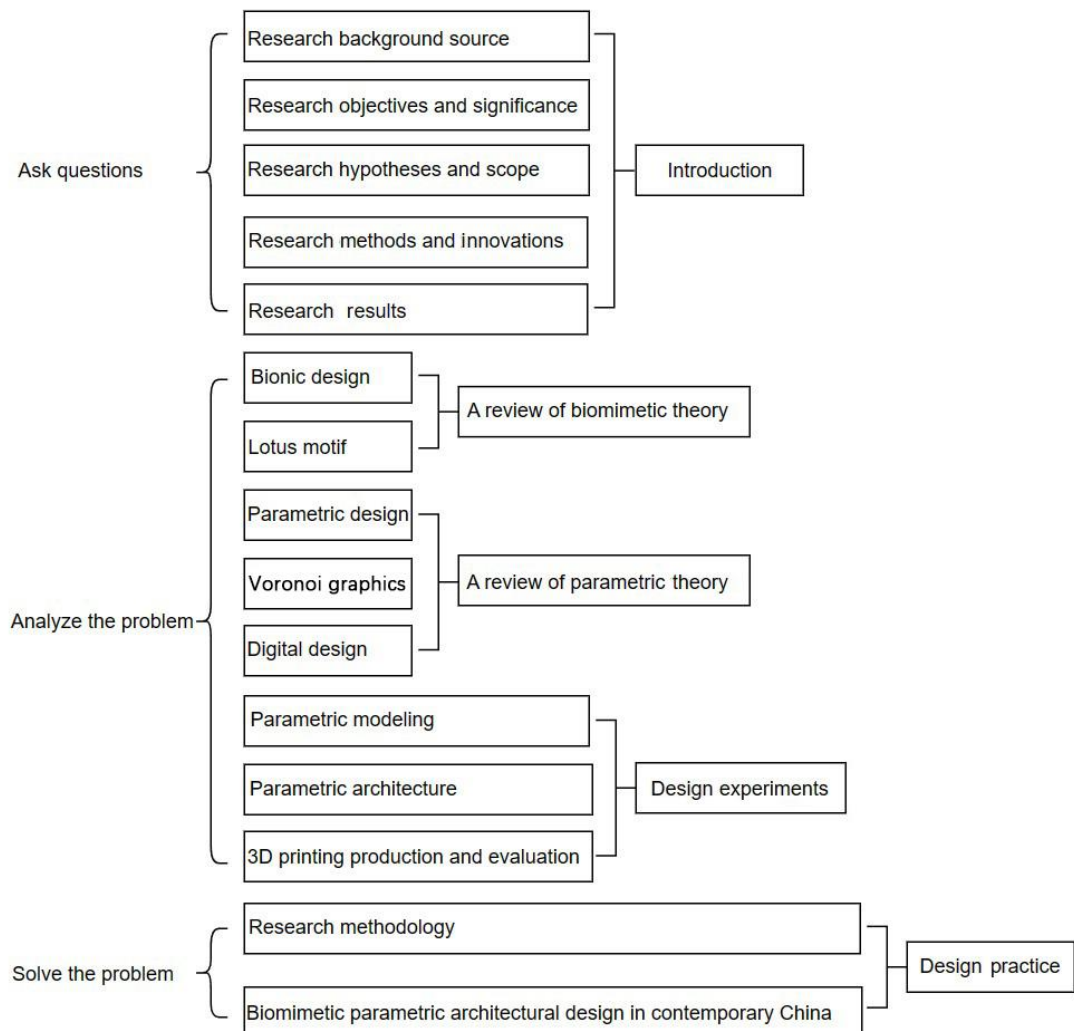 Research background source
Research objectives and significance
Ask questions
Research hypotheses and scope
Introduction
Research methods and innovations
Research results
Bionic design
A review of biomimetic theory
Lotus motif
Parametric design
Voronoi graphics
A review of parametric theory
Analyze the problem
Digital design
Parametric modeling
Parametric architecture
Design experiments
3D printing production and evaluation
Research methodology
Solve the problem
Design practice
Biomimetic parametric architectural design in contemporary China